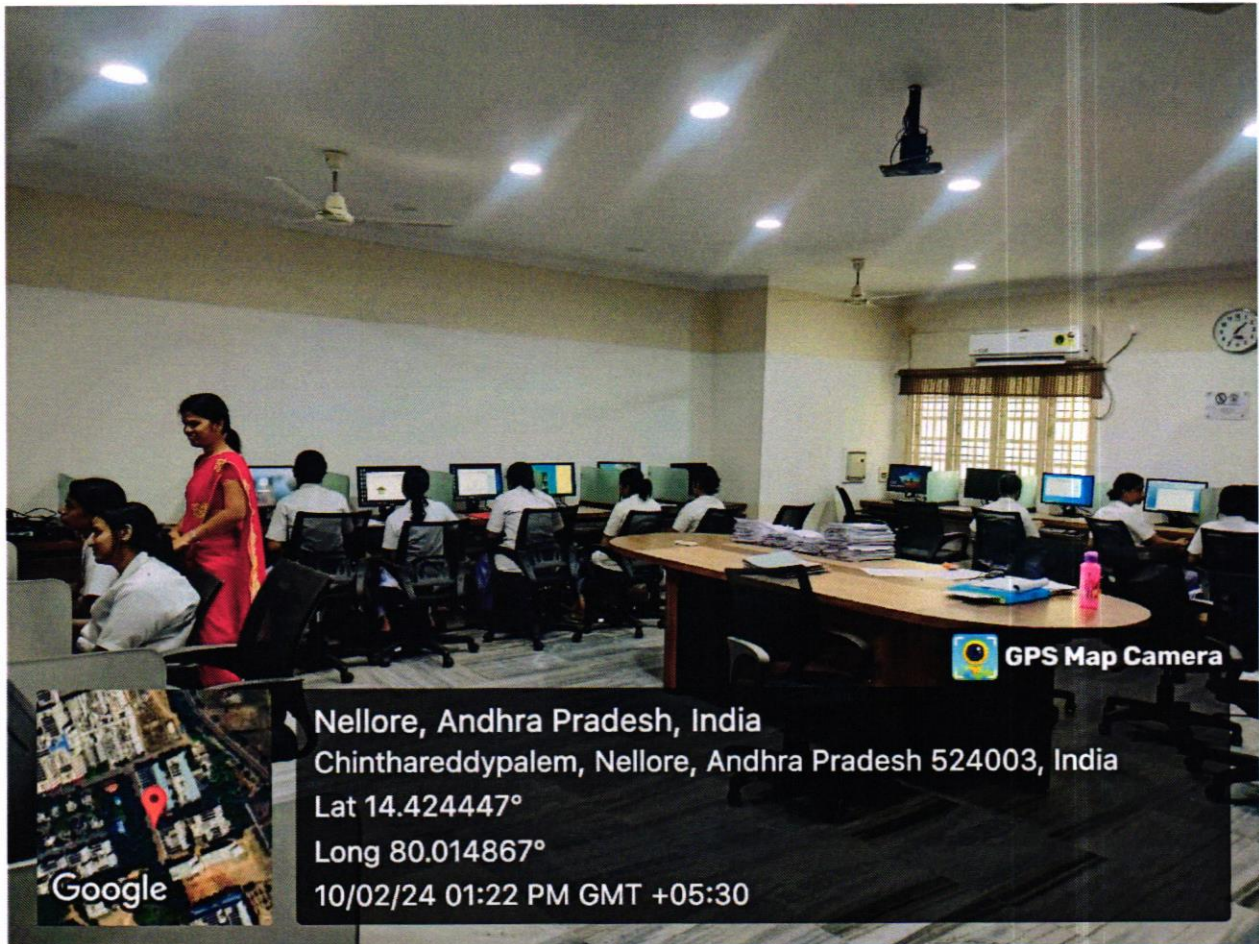 GPS Map Camera
Nellore, Andhra Pradesh, India
Chinthareddypalem, Nellore, Andhra Pradesh 524003, India
Lat 14.424447°
Long 80.014867°
10/02/24 01:22 PM GMT +05:30
Google